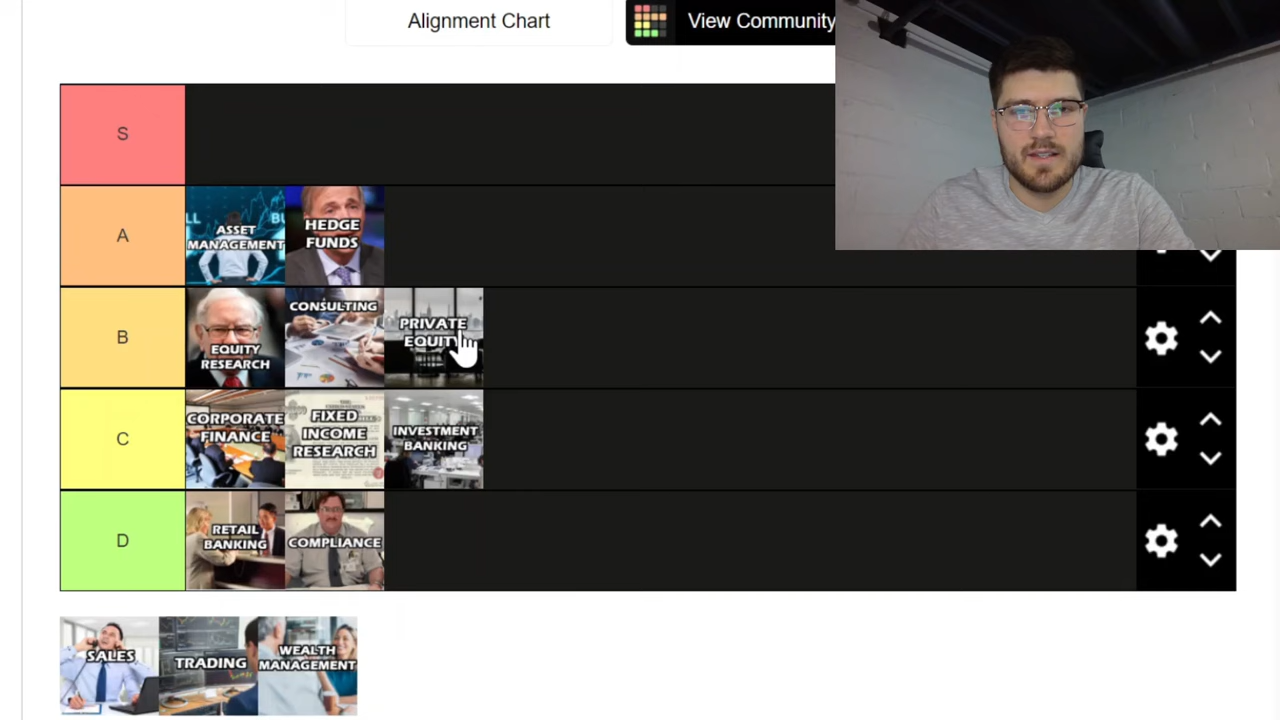 Alignment Chart
View Community
S
A
ASSET
MANAGEMENT
HEDGE
FUNDS
B
EQUITY
RESEARCH
CONSULTING
PRIVATE
EQUITY
C
CORPORATE
FINANCE
FIXED
INCOME
RESEARCH
INVESTMENT
BANKING
D
RETAIL
BANKING
COMPLIANCE
SALES
TRADING
WEALTH
MANAGEMENT